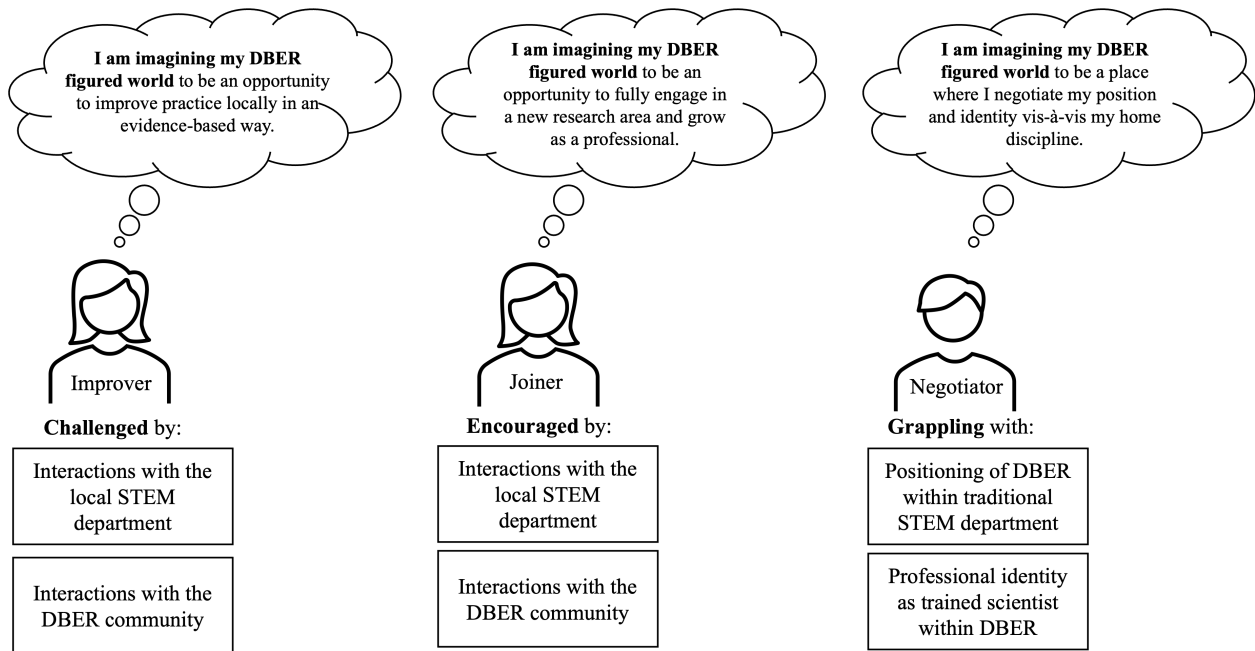 I am imagining my DBER
figured world to be an opportunity
to improve practice locally in an
evidence-based way.
Improver
Challenged by:
Interactions with the
local STEM
department
Interactions with the
DBER community
I am imagining my DBER
figured world to be an
opportunity to fully engage in
a new research area and grow
as a professional.
Joiner
Encouraged by:
Interactions with the
local STEM
department
Interactions with the
DBER community
I am imagining my DBER
figured world to be a place
where I negotiate my position
and identity vis-à-vis my home
discipline.
Negotiator
Grappling with:
Positioning of DBER
within traditional
STEM department
Professional identity
as trained scientist
within DBER